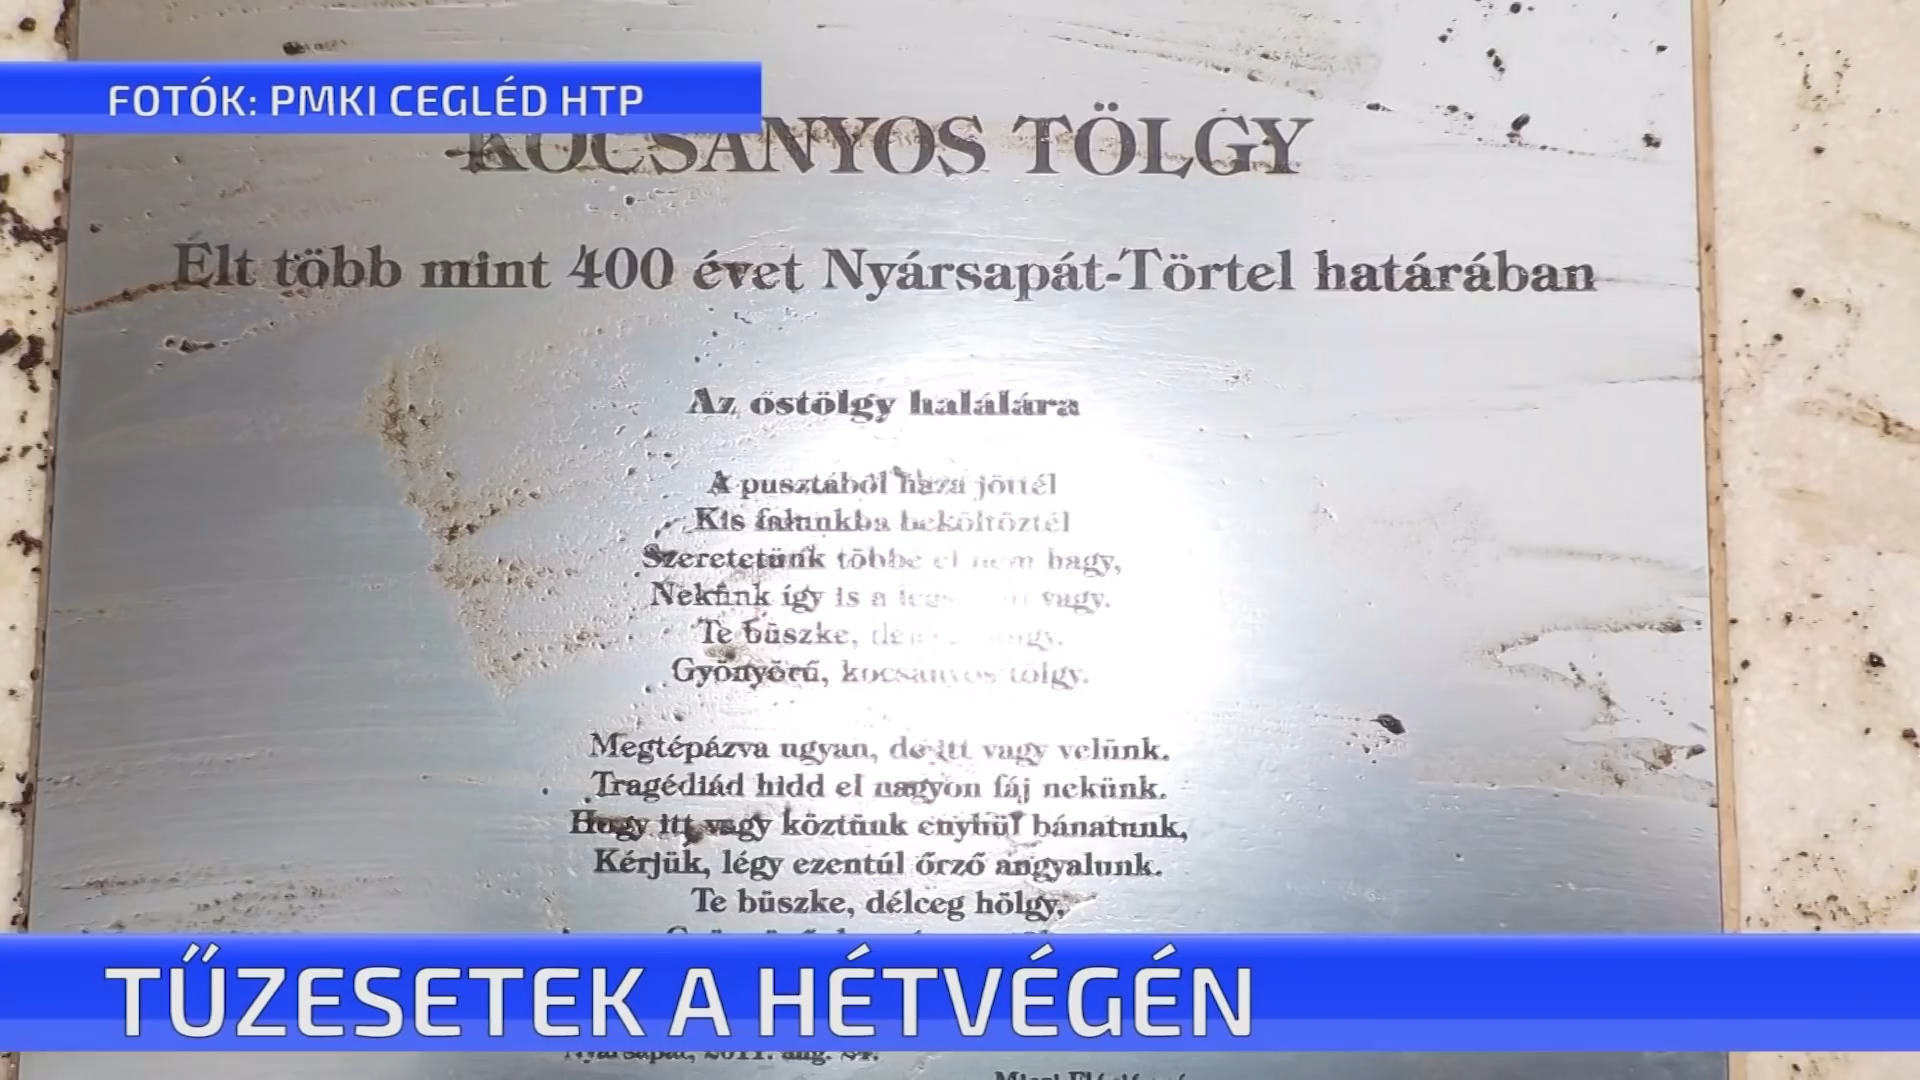 FOTÓK: PMKI CEGLÉD HTP
KOCSÁNYOS TÖLGY
Élt több mint 400 évet Nyársapát-Törtel határában
Az őstölgy halálára
A pusztából haza jöttél
Kis falunkba beköltöztél
Szeretetünk többé el nem hagy,
Nekünk így is a vagy.
Te büszke,
Gyönyörű, kocsányos tölgy.
Megtépázva ugyan, de itt vagy velünk.
Tragédiád hidd el nagyon fáj nekünk.
Hogy itt vagy köztünk enyhül bánatunk,
Kérjük, légy ezentúl őrző angyalunk.
Te büszke, délceg hölgy,
TŰZESETEK A HÉTVÉGÉN
Nyársapát, 2011. aug.